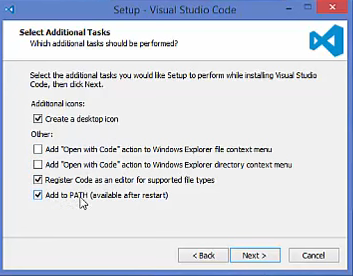 Setup - Visual Studio Code
Select Additional Tasks
Which additional tasks should be performed?
Select the additional tasks you would like Setup to perform while installing Visual Studio
Code, then click Next.
Additional icons:
Create a desktop icon
Other:
Add "Open with Code" action to Windows Explorer file context menu
Add "Open with Code" action to Windows Explorer directory context menu
Register Code as an editor for supported file types
Add to PATH (available after restart)
< Back
Next >
Cancel